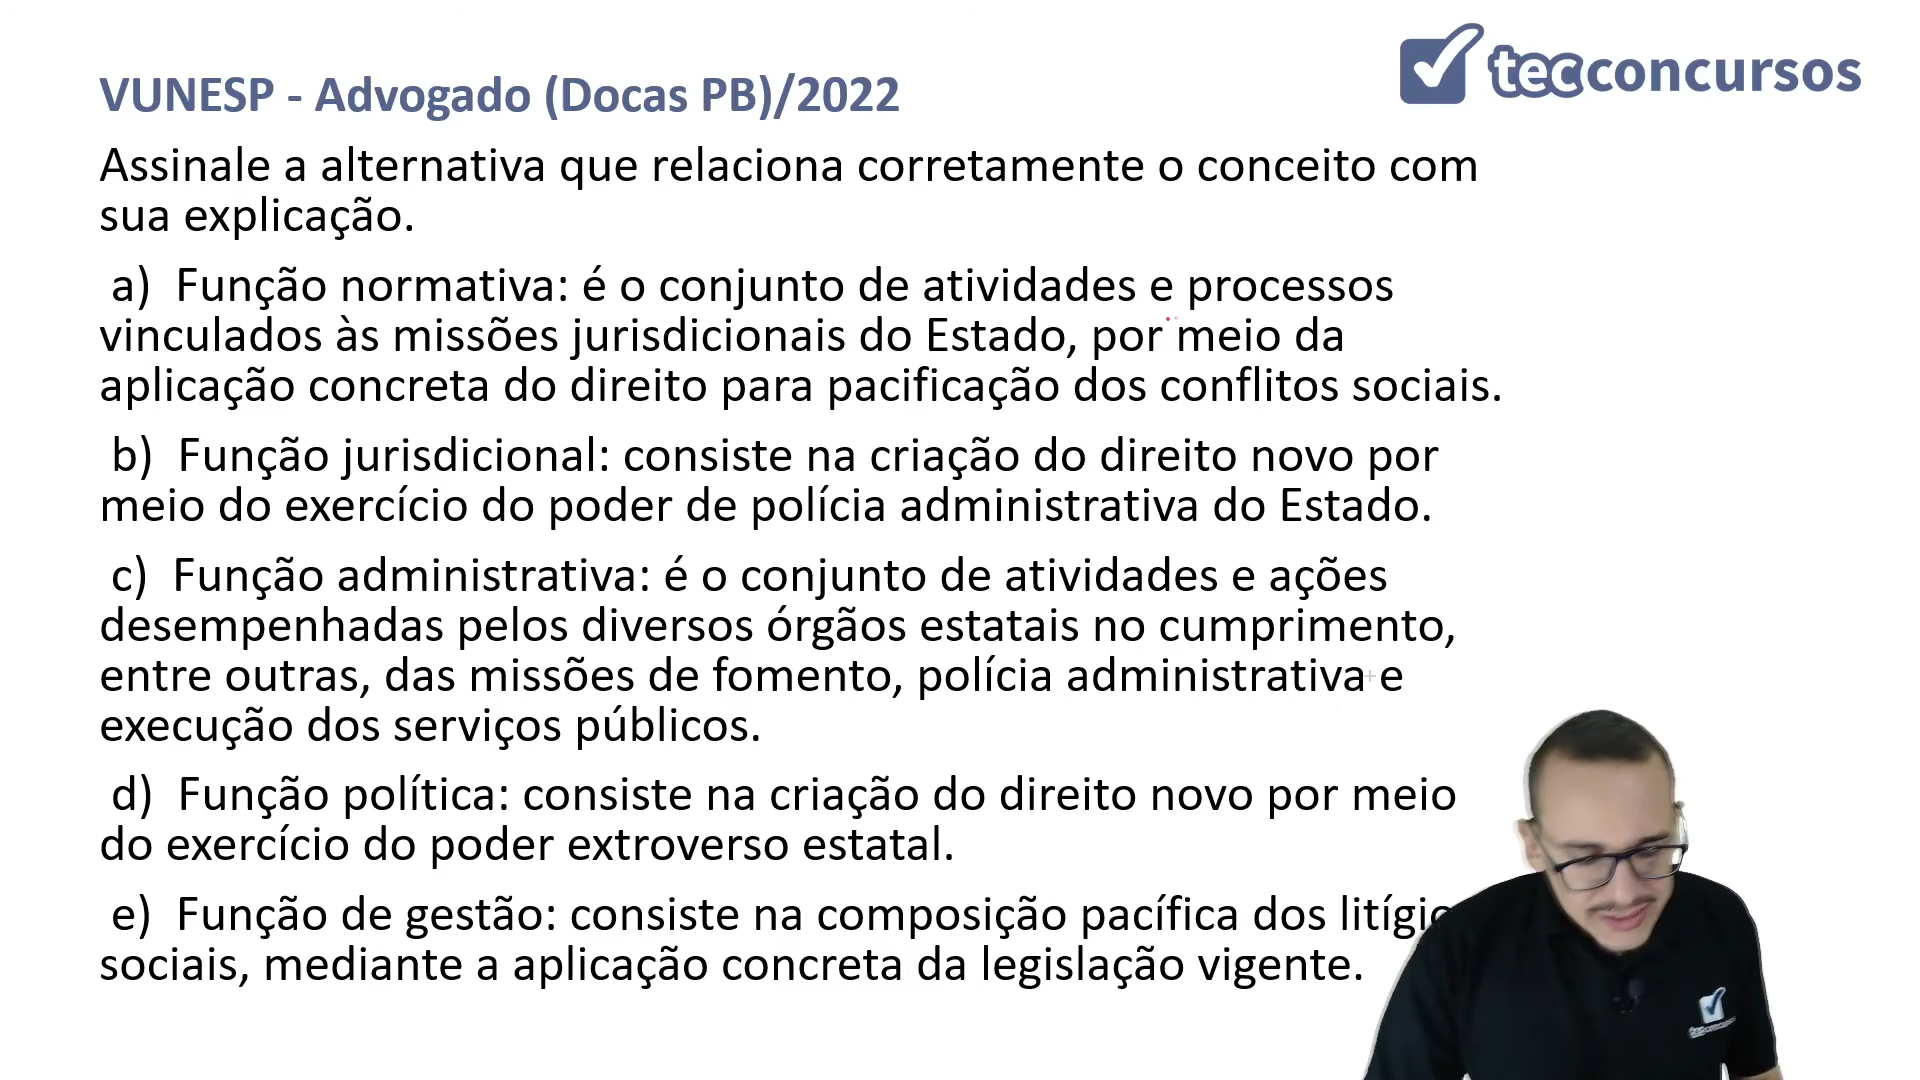 tecconcursos
VUNESP - Advogado (Docas PB)/2022
Assinale a alternativa que relaciona corretamente o conceito com
sua explicação.
a) Função normativa: é o conjunto de atividades e processos
vinculados às missões jurisdicionais do Estado, por meio da
aplicação concreta do direito para pacificação dos conflitos sociais.
b) Função jurisdicional: consiste na criação do direito novo por
meio do exercício do poder de polícia administrativa do Estado.
c) Função administrativa: é o conjunto de atividades e ações
desempenhadas pelos diversos órgãos estatais no cumprimento,
entre outras, das missões de fomento, polícia administrativa e
execução dos serviços públicos.
d) Função política: consiste na criação do direito novo por meio
do exercício do poder extroverso estatal.
e) Função de gestão: consiste na composição pacífica dos
sociais, mediante a aplicação concreta da legislação vigente.